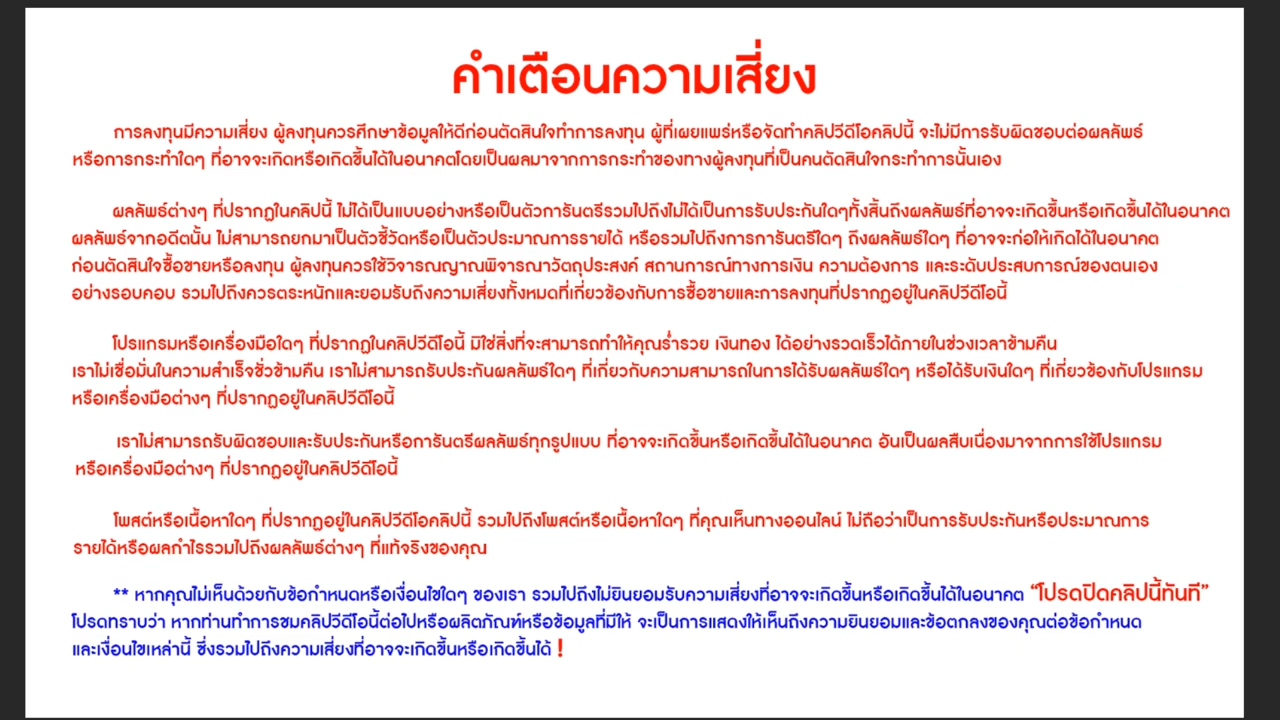 คำเตือนความเสี่ยง
การลงทุนมีความเสี่ยง ผู้ลงทุนควรศึกษาข้อมูลให้ดีก่อนตัดสินใจทำการลงทุน ผู้ที่เผยแพร่หรือจัดทำคลิปวีดีโอคลิปนี้ จะไม่มีการรับผิดชอบต่อผลลัพธ์
หรือการกระทำใดๆ ที่อาจจะเกิดหรือเกิดขึ้นได้ในอนาคตโดยเป็นผลมาจากการกระทำของทางผู้ลงทุนที่เป็นคนตัดสินใจกระทำการนั้นเอง
ผลลัพธ์ต่างๆ ที่ปรากฏในคลิปนี้ ไม่ได้เป็นแบบอย่างหรือเป็นตัวการันตรีรวมไปถึงไม่ได้เป็นการรับประกันใดๆทั้งสิ้นถึงผลลัพธ์ที่อาจจะเกิดขึ้นหรือเกิดขึ้นได้ในอนาคต
ผลลัพธ์จากอดีตนั้น ไม่สามารถยกมาเป็นตัวชี้วัดหรือเป็นตัวประมาณการรายได้ หรือรวมไปถึงการการันตรีใดๆ ถึงผลลัพธ์ใดๆ ที่อาจจะก่อให้เกิดได้ในอนาคต
ก่อนตัดสินใจซื้อขายหรือลงทุน ผู้ลงทุนควรใช้วิจารณญาณพิจารณาวัตถุประสงค์ สถานการณ์ทางการเงิน ความต้องการ และระดับประสบการณ์ของตนเอง
อย่างรอบคอบ รวมไปถึงควรตระหนักและยอมรับถึงความเสี่ยงทั้งหมดที่เกี่ยวข้องกับการซื้อขายและการลงทุนที่ปรากฏอยู่ในคลิปวีดีโอนี้
โปรแกรมหรือเครื่องมือใดๆ ที่ปรากฏในคลิปวีดีโอนี้ มิใช่สิ่งที่จะสามารถทำให้คุณร่ำรวย เงินทอง ได้อย่างรวดเร็วได้ภายในช่วงเวลาข้ามคืน
เราไม่เชื่อมั่นในความสำเร็จชั่วข้ามคืน เราไม่สามารถรับประกันผลลัพธ์ใดๆ ที่เกี่ยวกับความสามารถในการได้รับผลลัพธ์ใดๆ หรือได้รับเงินใดๆ ที่เกี่ยวข้องกับโปรแกรม
หรือเครื่องมือต่างๆ ที่ปรากฏอยู่ในคลิปวีดีโอนี้
เราไม่สามารถรับผิดชอบและรับประกันหรือการันตรีผลลัพธ์ทุกรูปแบบ ที่อาจจะเกิดขึ้นหรือเกิดขึ้นได้ในอนาคต อันเป็นผลสืบเนื่องมาจากการใช้โปรแกรม
หรือเครื่องมือต่างๆ ที่ปรากฏอยู่ในคลิปวีดีโอนี้
โพสต์หรือเนื้อหาใดๆ ที่ปรากฏอยู่ในคลิปวีดีโอคลิปนี้ รวมไปถึงโพสต์หรือเนื้อหาใดๆ ที่คุณเห็นทางออนไลน์ ไม่ถือว่าเป็นการรับประกันหรือประมาณการ
รายได้หรือผลกำไรรวมไปถึงผลลัพธ์ต่างๆ ที่แท้จริงของคุณ
** หากคุณไม่เห็นด้วยกับข้อกำหนดหรือเงื่อนไขใดๆ ของเรา รวมไปถึงไม่ยินยอมรับความเสี่ยงที่อาจจะเกิดขึ้นหรือเกิดขึ้นได้ในอนาคต “โปรดปิดคลิปนี้ทันที”
โปรดทราบว่า หากท่านทำการชมคลิปวีดีโอนี้ต่อไปหรือผลิตภัณฑ์หรือข้อมูลที่มีให้ จะเป็นการแสดงให้เห็นถึงความยินยอมและข้อตกลงของคุณต่อข้อกำหนด
และเงื่อนไขเหล่านี้ ซึ่งรวมไปถึงความเสี่ยงที่อาจจะเกิดขึ้นหรือเกิดขึ้นได้ !